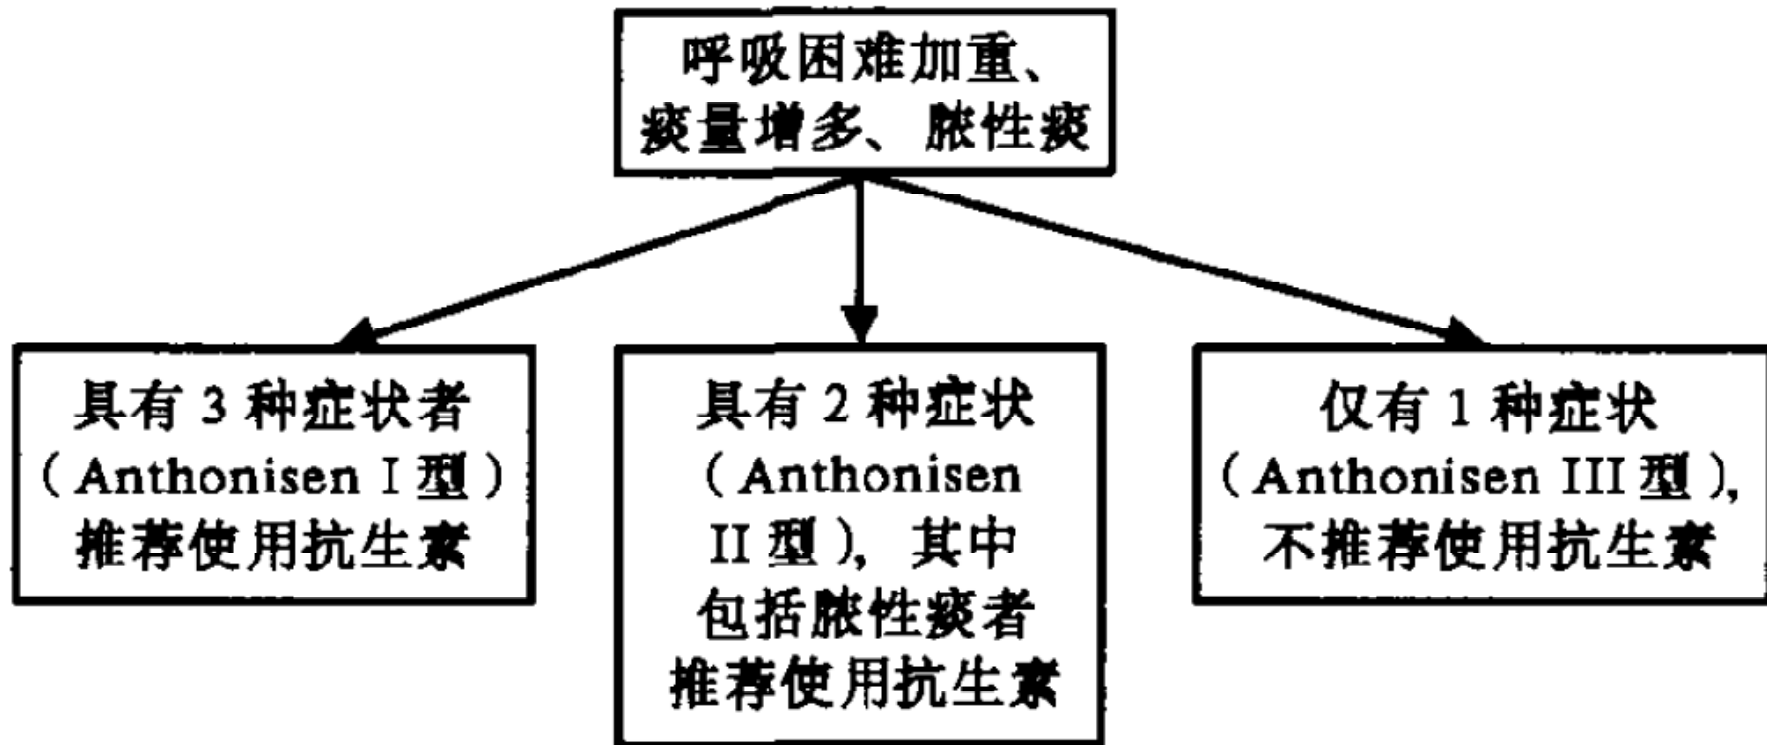 呼吸困难加重、
痰量增多、脓性痰
具有 3 种症状者
（Anthonisen I 型）
推荐使用抗生素
具有 2 种症状
（Anthonisen
II 型），其中
包括脓性痰者
推荐使用抗生素
仅有 1 种症状
（Anthonisen III 型），
不推荐使用抗生素